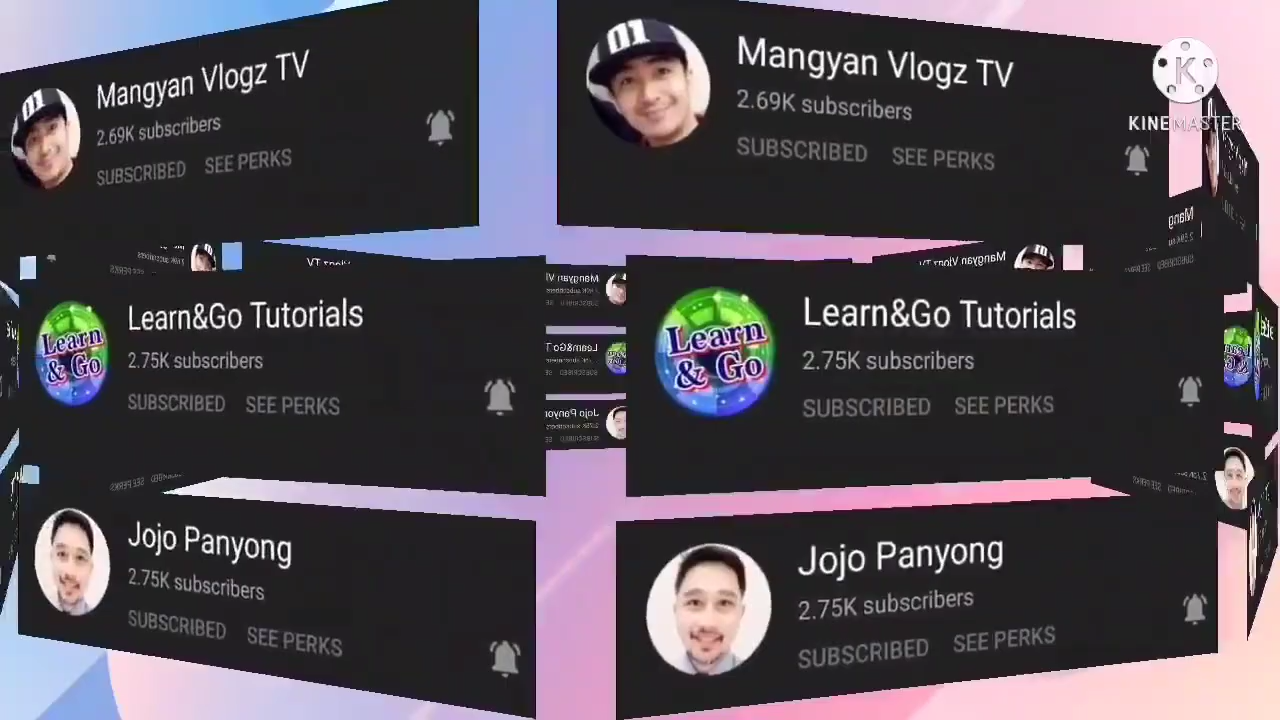 Mangyan Vlogz TV
2.69K subscribers
SUBSCRIBED SEE PERKS
Mangyan Vlogz TV
2.69K subscribers
SUBSCRIBED SEE PERKS
K
KINEMASTER
Learn&Go Tutorials
2.75K subscribers
SUBSCRIBED SEE PERKS
Learn & Go
Learn&Go Tutorials
2.75K subscribers
SUBSCRIBED SEE PERKS
Learn & Go
Jojo Panyong
2.75K subscribers
SUBSCRIBED SEE PERKS
Jojo Panyong
2.75K subscribers
SUBSCRIBED SEE PERKS